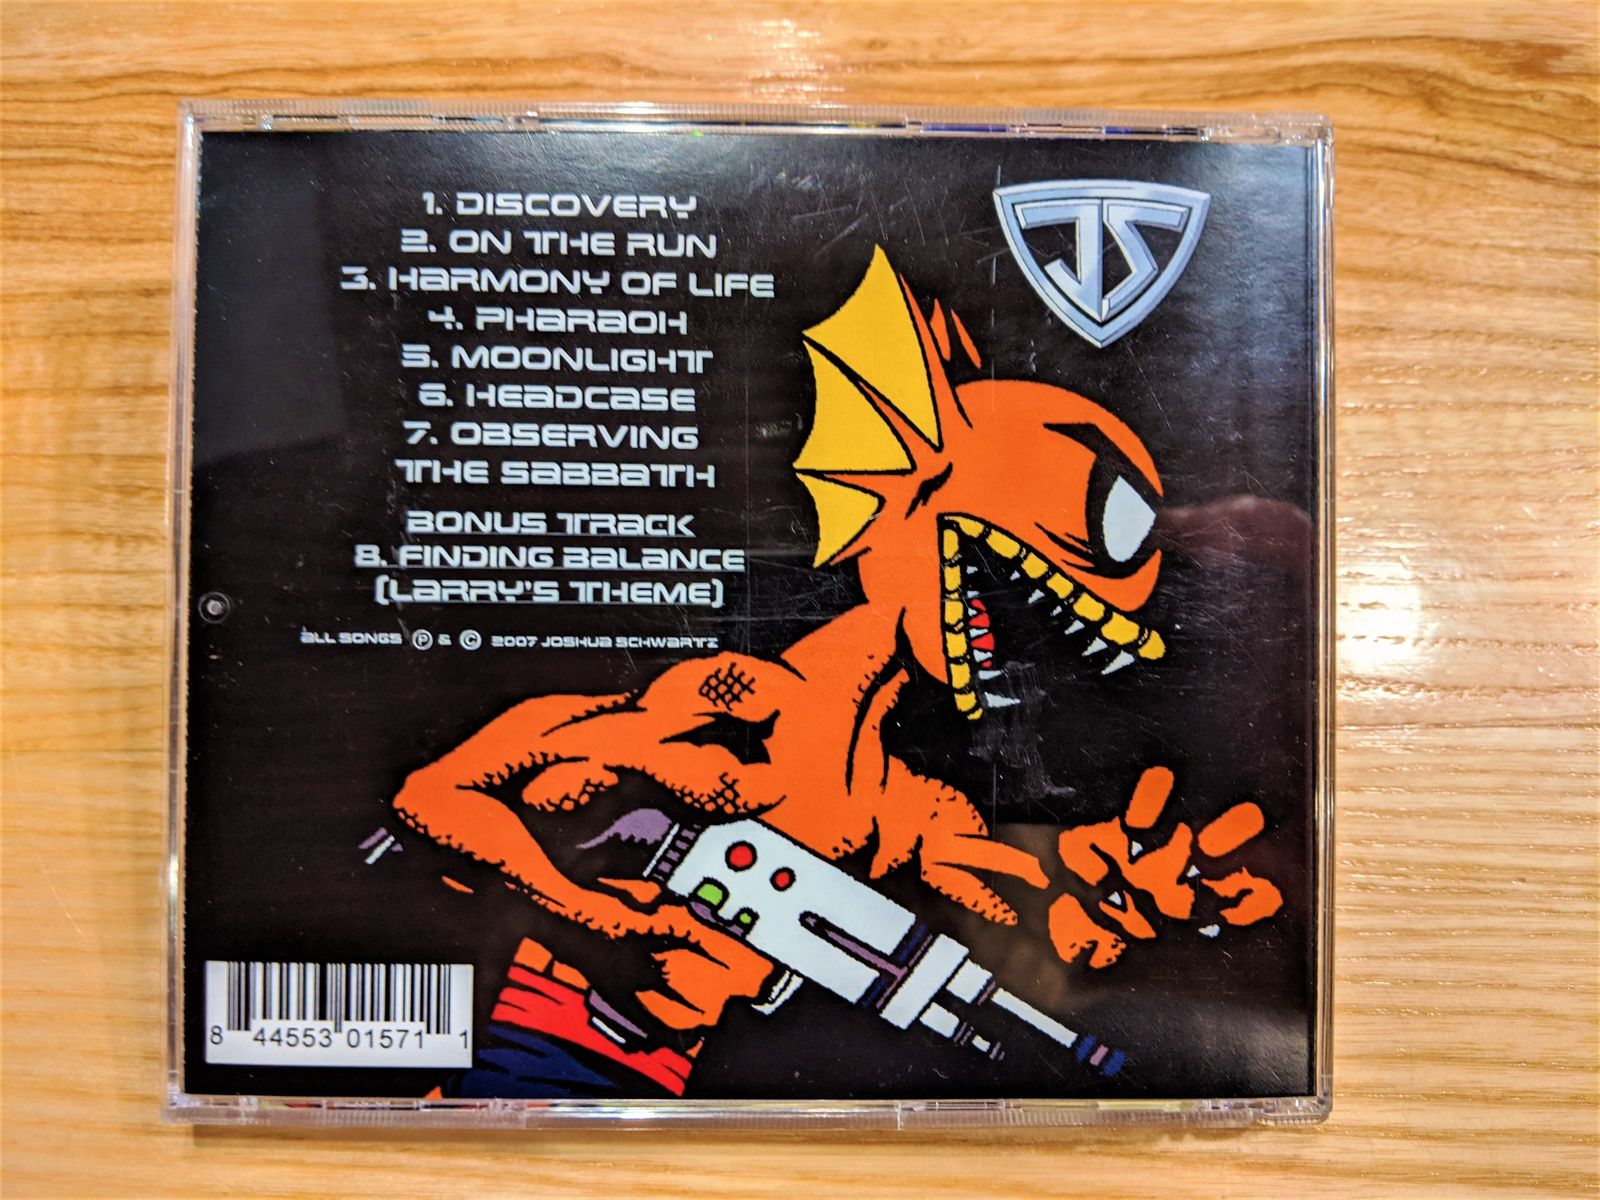 1. DISCOVERY
2. ON THE RUN
3. HARMONY OF LIFE
4. PHARAOH
5. MOONLIGHT
6. HEADCASE
7. OBSERVING
THE SABBATH
BONUS TRACK
8. FINDING BALANCE
(LARRY'S THEME)
ALL SONGS ℗ & © 2007 JOSHUA SCHWARTZ
JS
8 44553 01571 1